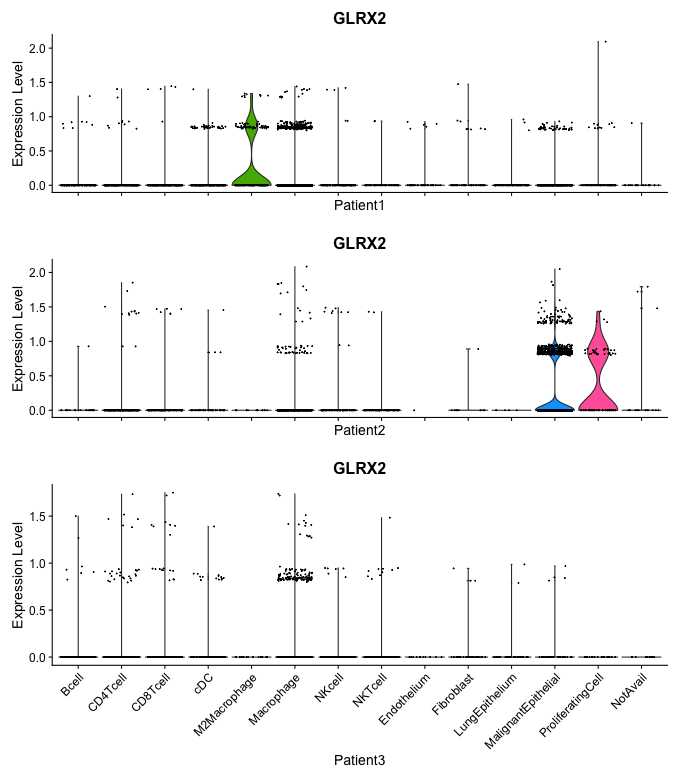 GLRX2
Expression Level
2.0
1.5
1.0
0.5
0.0
Patient1
GLRX2
Expression Level
2.0
1.5
1.0
0.5
0.0
Patient2
GLRX2
Expression Level
1.5
1.0
0.5
0.0
Bcell
CD4Tcell
CD8Tcell
cDC
M2Macrophage
Macrophage
NKcell
NKTcell
Endothelium
Fibroblast
LungEpithelium
MalignantEpithelial
ProliferatingCell
NotAvail
Patient3